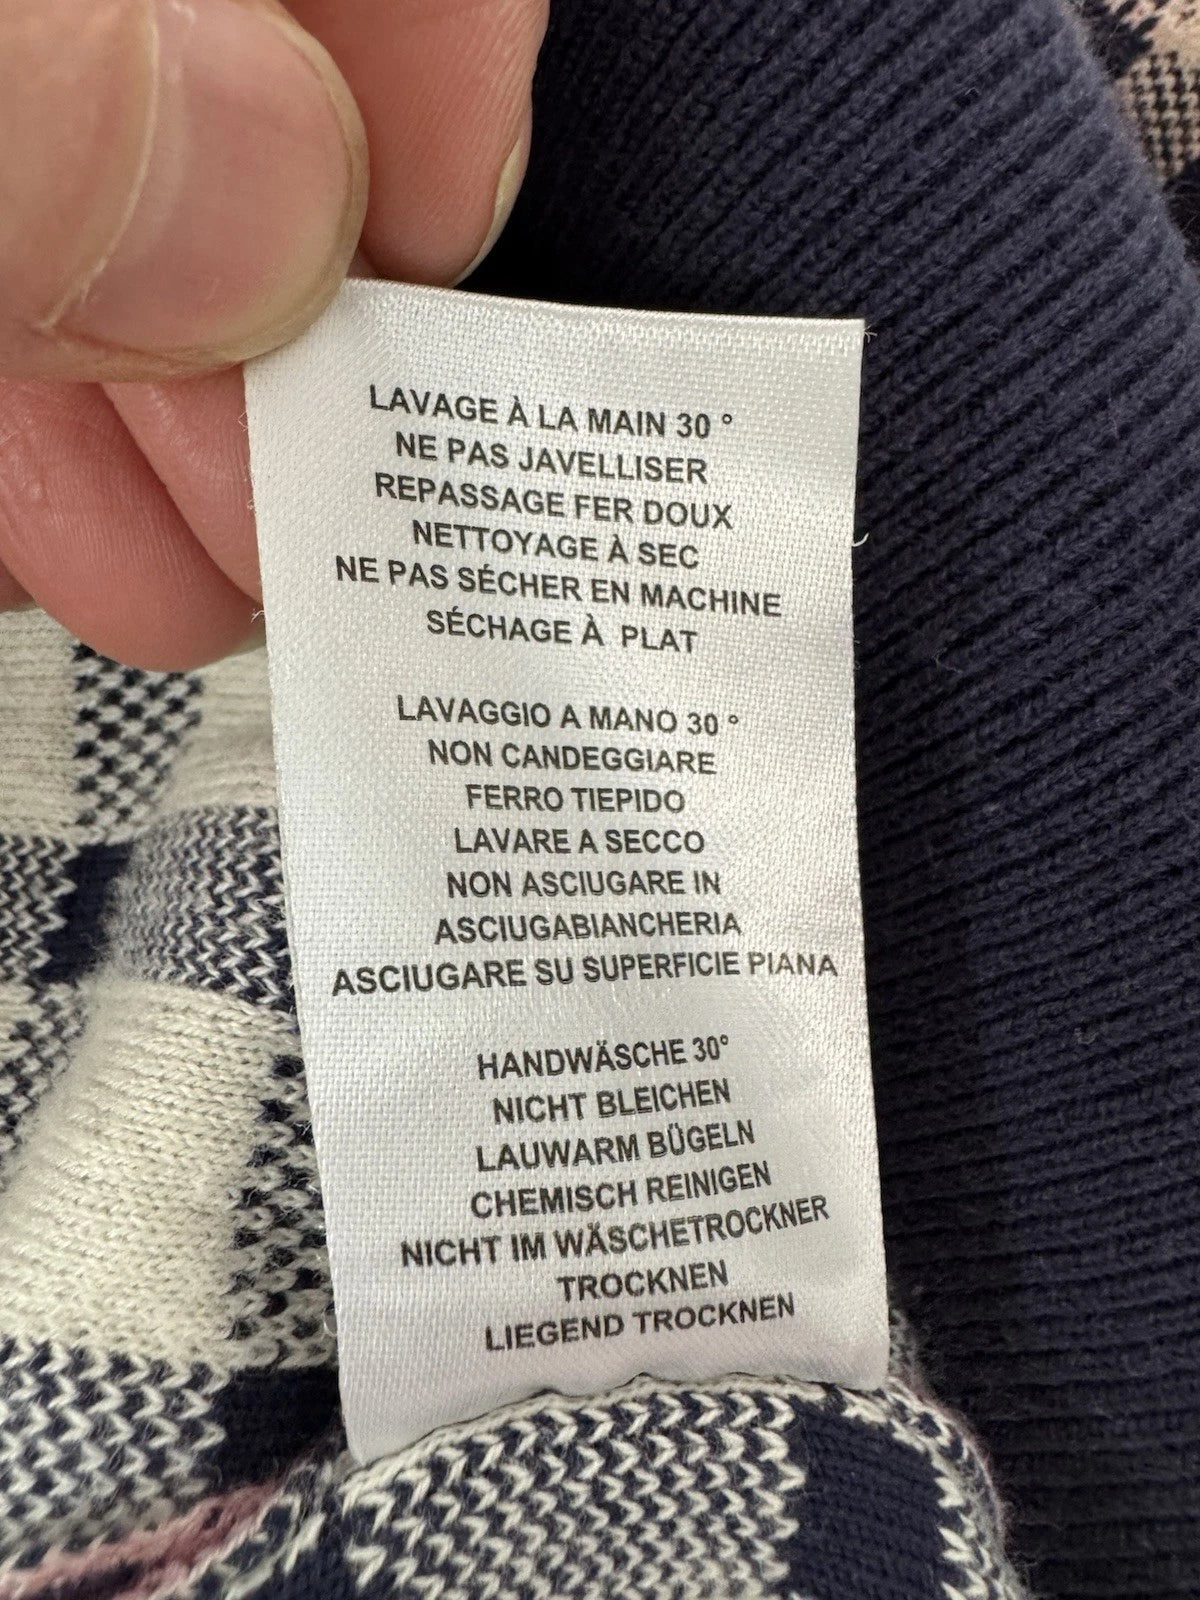 LAVAGE À LA MAIN 30 °
NE PAS JAVELLISER
REPASSAGE FER DOUX
NETTOYAGE À SEC
NE PAS SÉCHER EN MACHINE
SÉCHAGE À PLAT
LAVAGGIO A MANO 30 °
NON CANDEGGIARE
FERRO TIEPIDO
LAVARE A SECCO
NON ASCIUGARE IN
ASCIUGABIANCHERIA
ASCIUGARE SU SUPERFICIE PIANA
HANDWÄSCHE 30°
NICHT BLEICHEN
LAUWARM BÜGELN
CHEMISCH REINIGEN
NICHT IM WÄSCHETROCKNER
TROCKNEN
LIEGEND TROCKNEN